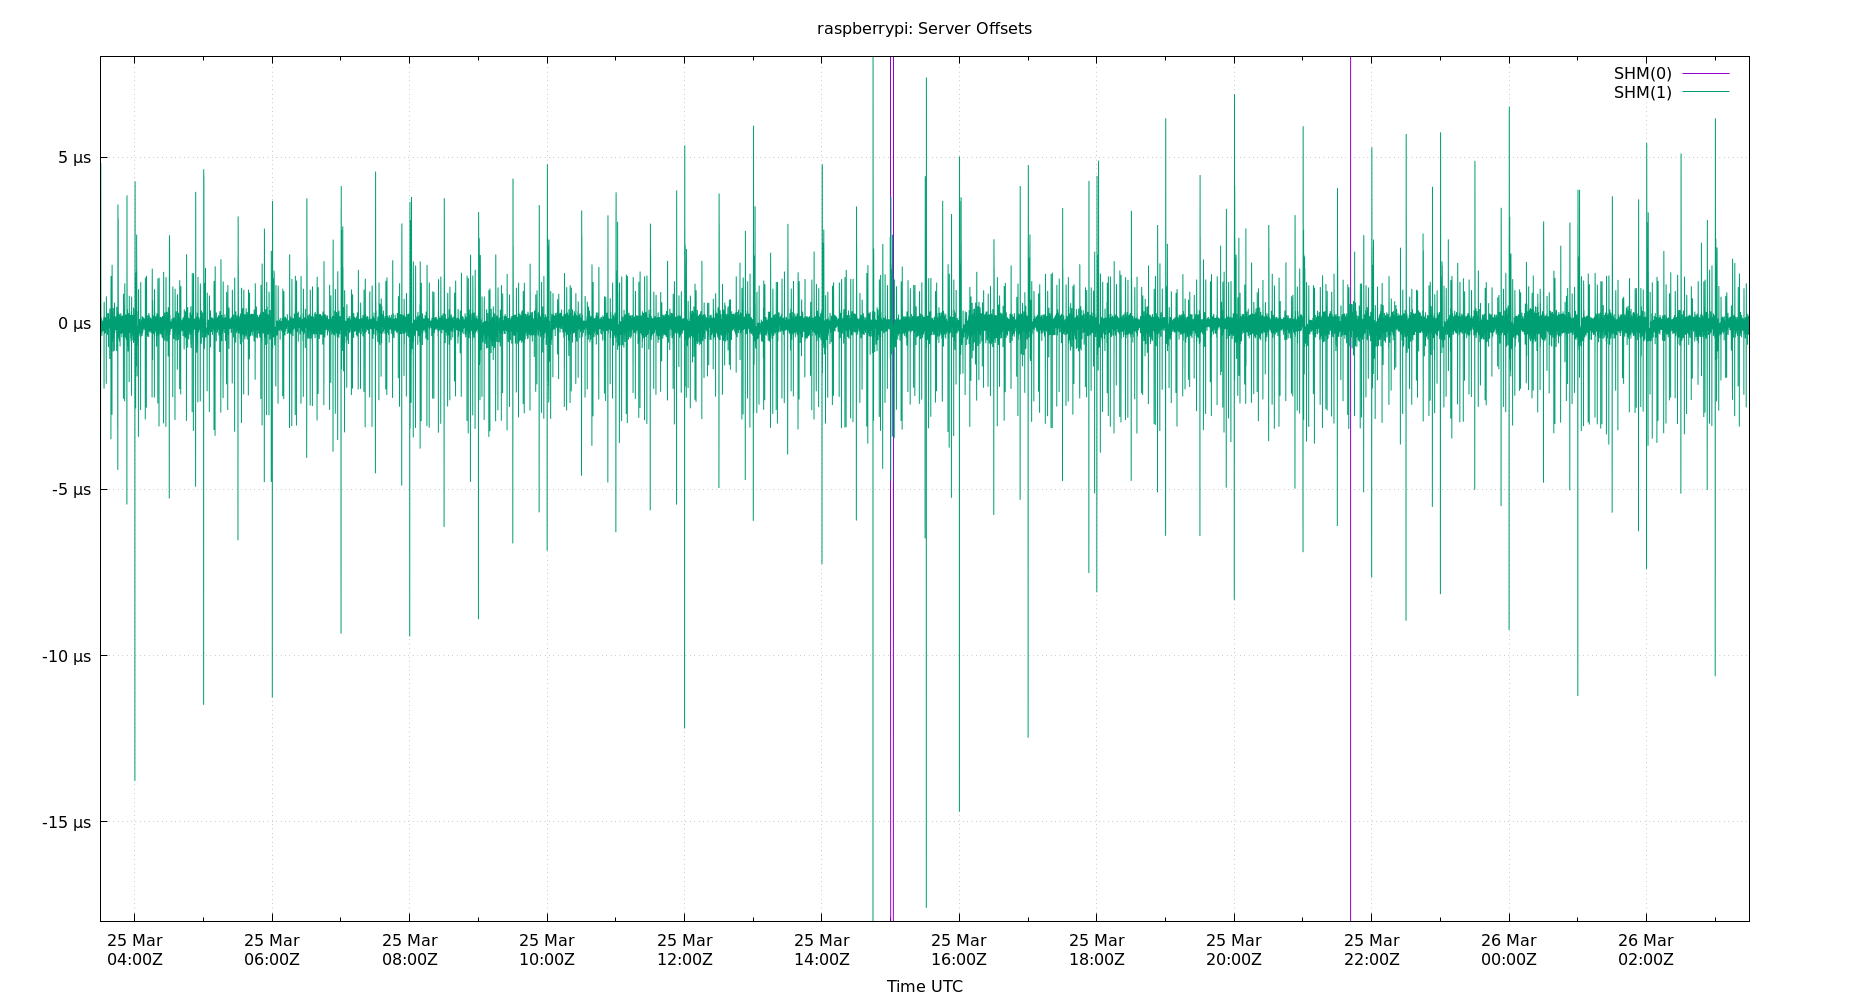 raspberrypi: Server Offsets
SHM(0)
SHM(1)
5 µs
0 µs
-5 µs
-10 µs
-15 µs
25 Mar 25 Mar 25 Mar 25 Mar 25 Mar 25 Mar 25 Mar 25 Mar 25 Mar 25 Mar 26 Mar 26 Mar
04:00Z 06:00Z 08:00Z 10:00Z 12:00Z 14:00Z 16:00Z 18:00Z 20:00Z 22:00Z 00:00Z 02:00Z
Time UTC